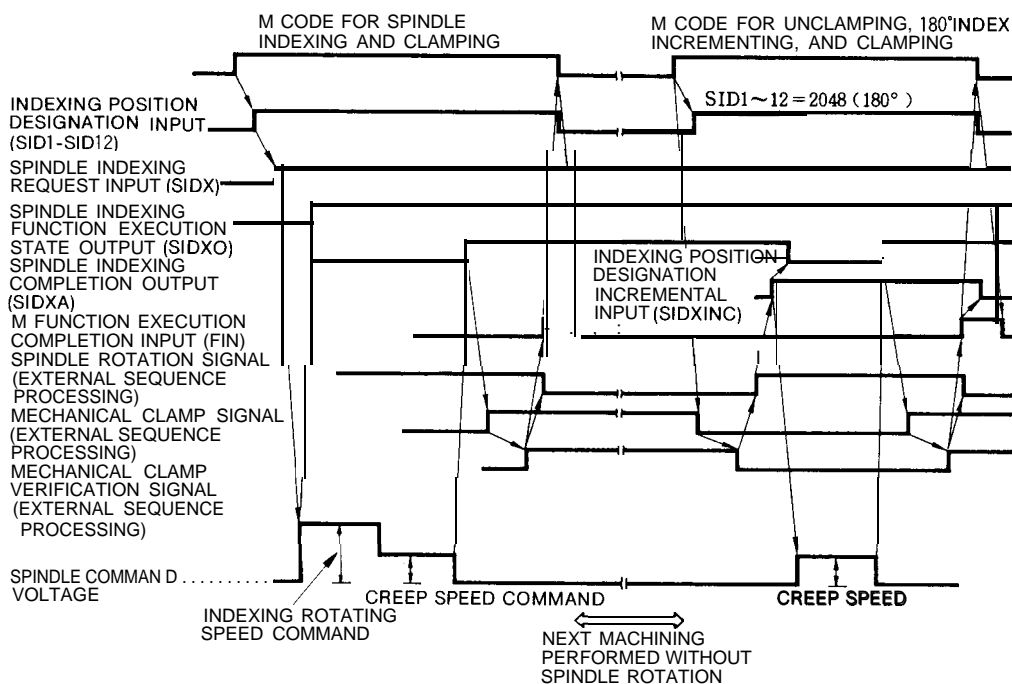 M CODE FOR SPINDLE
INDEXING AND CLAMPING
M CODE FOR UNCLAMPING, 180°INDEX
INCREMENTING, AND CLAMPING
SID1~12=2048 (180°)
INDEXING POSITION
DESIGNATION INPUT
(SID1-SID12)
SPINDLE INDEXING
REQUEST INPUT (SIDX)
SPINDLE INDEXING
FUNCTION EXECUTION
STATE OUTPUT (SIDXO)
SPINDLE INDEXING
COMPLETION OUTPUT
(SIDXA)
INDEXING POSITION
DESIGNATION
INCREMENTAL
INPUT (SIDXINC)
M FUNCTION EXECUTION
COMPLETION INPUT (FIN)
SPINDLE ROTATION SIGNAL
(EXTERNAL SEQUENCE
PROCESSING)
MECHANICAL CLAMP SIGNAL
(EXTERNAL SEQUENCE
PROCESSING)
MECHANICAL CLAMP
VERIFICATION SIGNAL
(EXTERNAL SEQUENCE
PROCESSING)
SPINDLE COMMAN D..........
VOLTAGE
INDEXING ROTATING
SPEED COMMAND
CREEP SPEED COMMAND
CREEP SPEED
NEXT MACHINING
PERFORMED WITHOUT
SPINDLE ROTATION